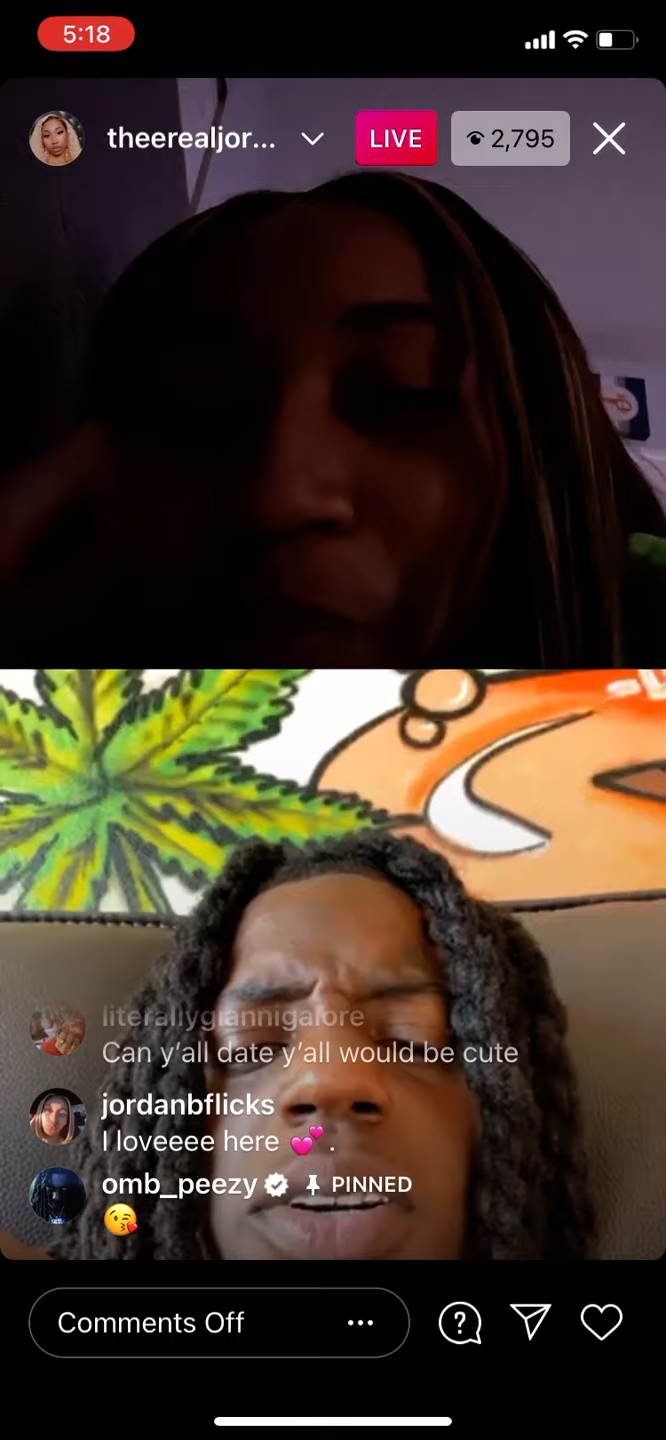 5:18
theerealjor...
LIVE
2,795
literallygiannigalore
Can y'all date y'all would be cute
jordanbflicks
I loveeee here 💕.
omb_peezy PINNED
😘
Comments Off